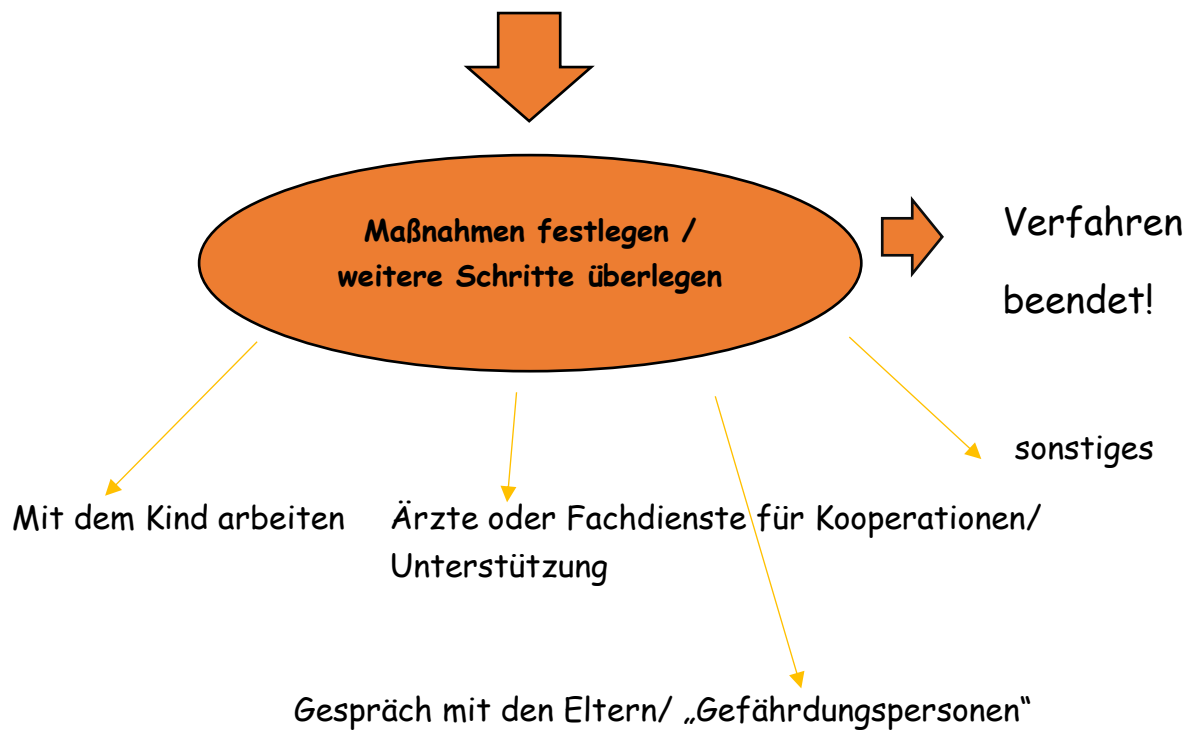 Maßnahmen festlegen /
weitere Schritte überlegen
Verfahren
beendet!
sonstiges
Mit dem Kind arbeiten
Ärzte oder Fachdienste für Kooperationen/
Unterstützung
Gespräch mit den Eltern/ „Gefährdungspersonen“